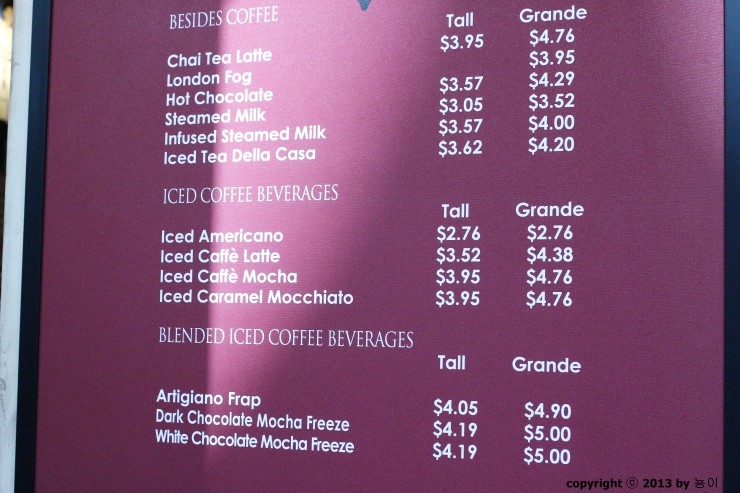 BESIDES COFFEE Tall Grande
Chai Tea Latte $3.95 $4.76
London Fog $3.95
Hot Chocolate $3.57 $4.29
Steamed Milk $3.05 $3.52
Infused Steamed Milk $3.57 $4.00
Iced Tea Della Casa $3.62 $4.20
ICED COFFEE BEVERAGES
Tall Grande
Iced Americano $2.76 $2.76
Iced Caffè Latte $3.52 $4.38
Iced Caffè Mocha $3.95 $4.76
Iced Caramel Mocchiato $3.95 $4.76
BLENDED ICED COFFEE BEVERAGES
Tall Grande
Artigiano Frap $4.05 $4.90
Dark Chocolate Mocha Freeze $4.19 $5.00
White Chocolate Mocha Freeze $4.19 $5.00
copyright ⓒ 2013 by 뇽이